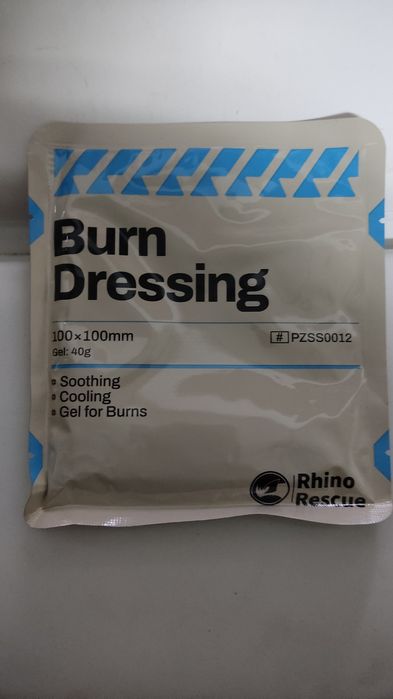 Burn
Dressing
100×100mm
# PZSS0012
Gel: 40g
Soothing
Cooling
Gel for Burns
Rhino
Rescue